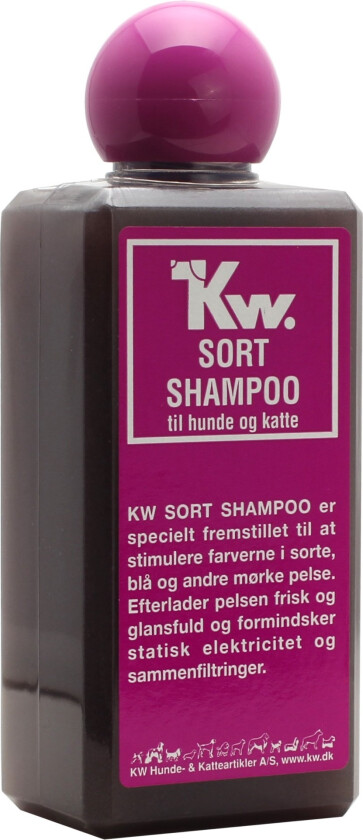 KW.
SORT
SHAMPOO
til hunde og katte
KW SORT SHAMPOO er
specielt fremstillet til at
stimulere farverne i sorte,
blå og andre mørke pelse.
Efterlader pelsen frisk og
glansfuld og formindsker
statisk elektricitet og
sammenfiltringer.
KW Hunde- & Katteartikler A/S, www.kw.dk